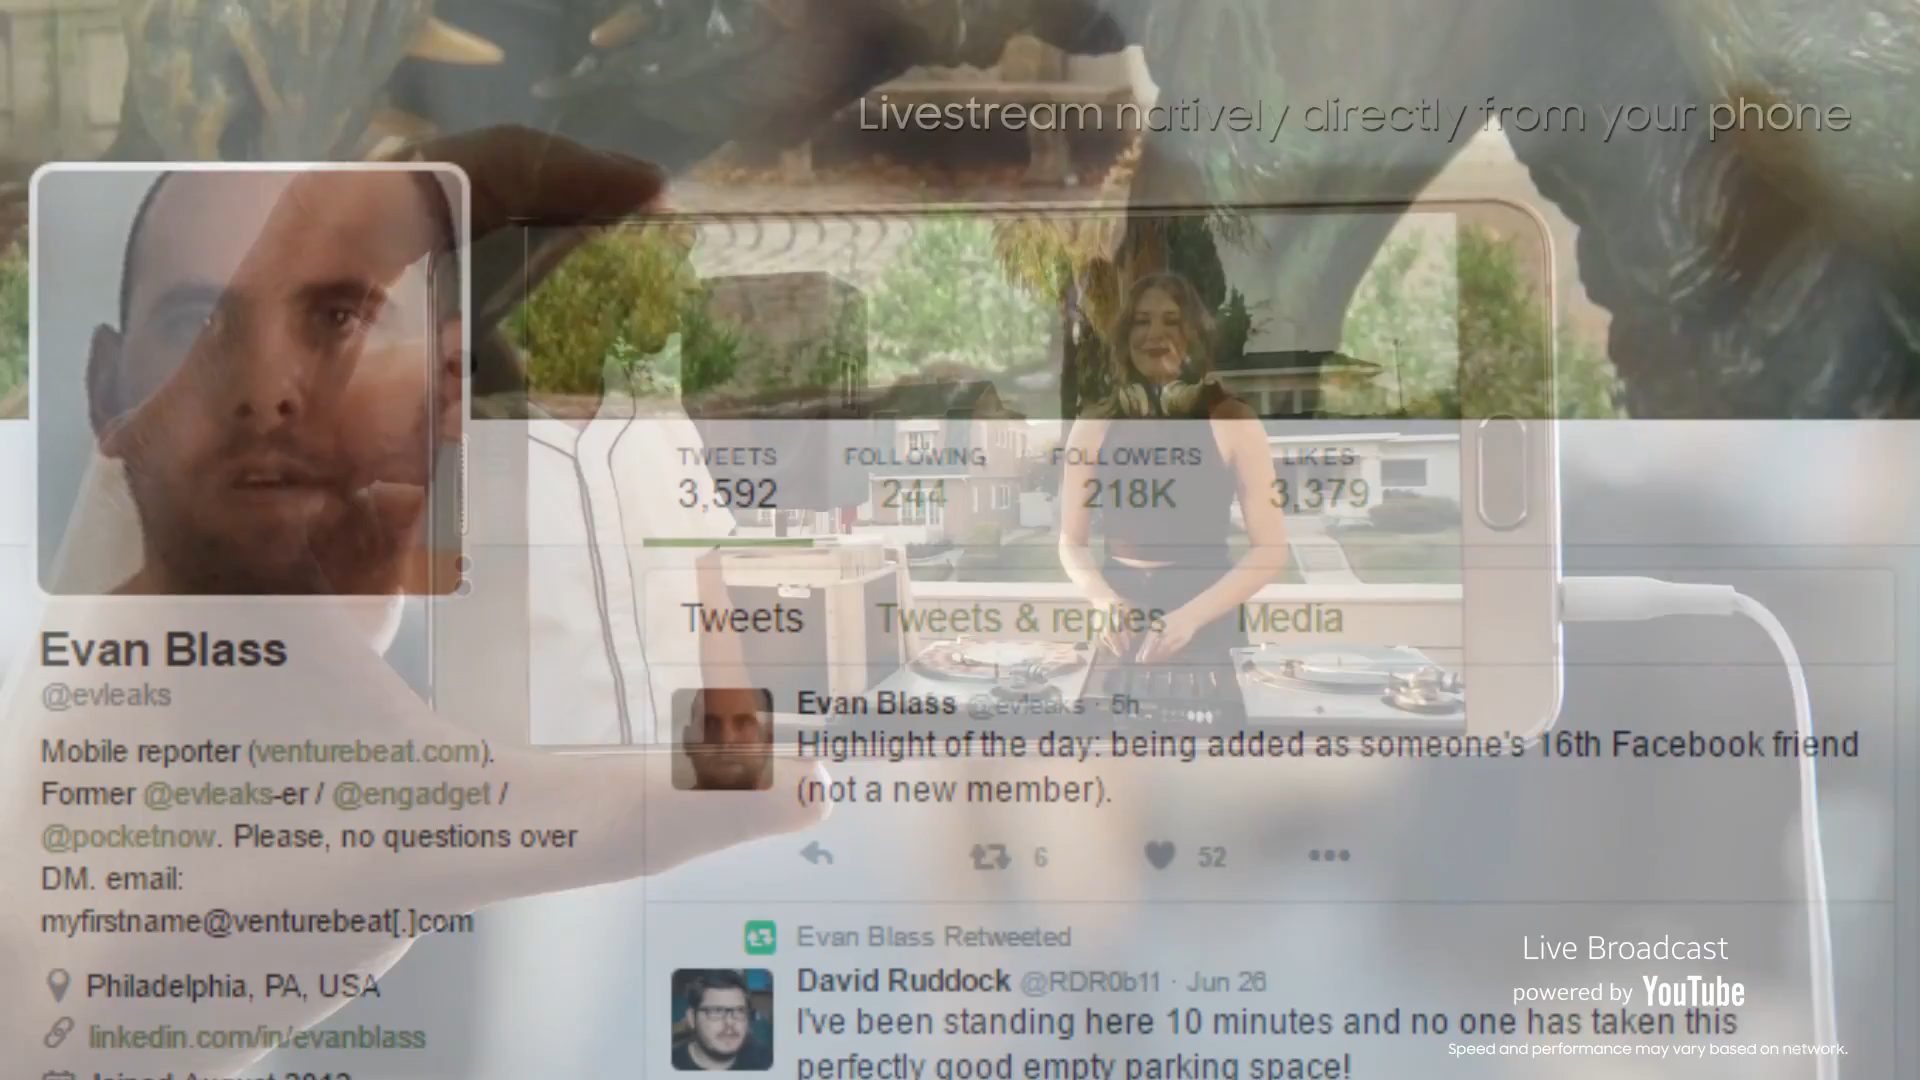 Livestream natively directly from your phone
TWEETS FOLLOWING FOLLOWERS LIKES
3,592 244 218K 3,379
Tweets Tweets & replies Media
Evan Blass
@evleaks
Mobile reporter (venturebeat.com).
Former @evleaks-er / @engadget /
@pocketnow. Please, no questions over
DM. email:
myfirstname@venturebeat[.]com
Philadelphia, PA, USA
linkedin.com/in/evanblass
Joined August 2012
Evan Blass @evleaks · 5h
Highlight of the day: being added as someone's 16th Facebook friend
(not a new member).
6 52
Evan Blass Retweeted
David Ruddock @RDR0b11 · Jun 26
I've been standing here 10 minutes and no one has taken this
perfectly good empty parking space!
Live Broadcast
powered by YouTube
Speed and performance may vary based on network.